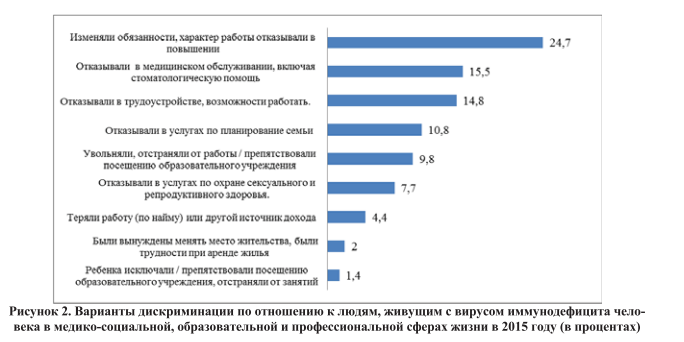 Изменяли обязанности, характер работы отказывали в
повышении
24,7
Отказывали в медицинском обслуживании, включая
стоматологическую помощь
15,5
Отказывали в трудоустройстве, возможности работать.
14,8
Отказывали в услугах по планирование семьи
10,8
Увольняли, отстраняли от работы / препятствовали
посещению образовательного учреждения
9,8
Отказывали в услугах по охране сексуального и
репродуктивного здоровья.
7,7
Теряли работу (по найму) или другой источник дохода
4,4
Были вынуждены менять место жительства, были
трудности при аренде жилья
2
Ребенка исключали / препятствовали посещению
образовательного учреждения, отстраняли от занятий
1,4
Рисунок 2. Варианты дискриминации по отношению к людям, живущим с вирусом иммунодефицита чело-
века в медико-социальной, образовательной и профессиональной сферах жизни в 2015 году (в процентах)